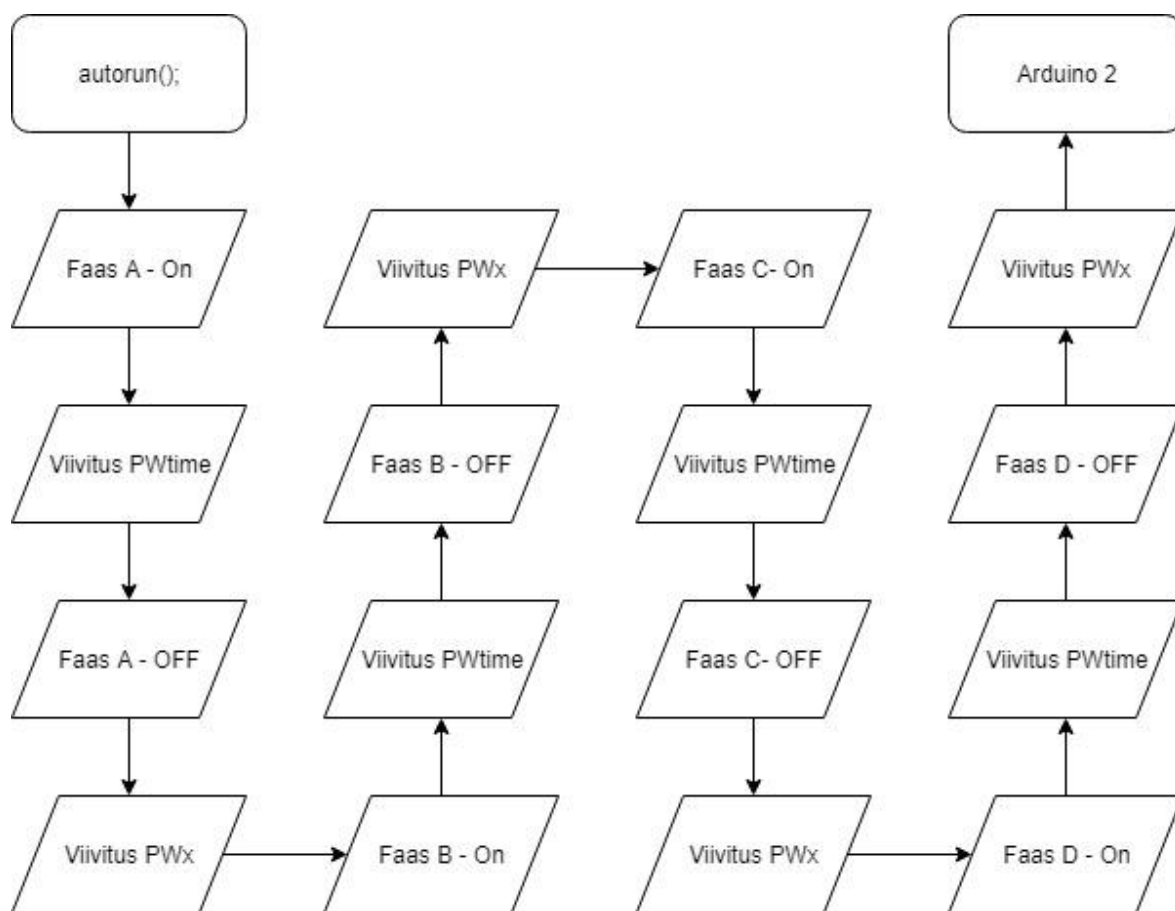 autorun();
Faas A - On
Viivitus PWtime
Faas A - OFF
Viivitus PWx
Faas B - On
Viivitus PWtime
Faas B - OFF
Viivitus PWx
Faas C- On
Viivitus PWtime
Faas C- OFF
Viivitus PWx
Faas D - On
Viivitus PWtime
Faas D - OFF
Viivitus PWx
Arduino 2